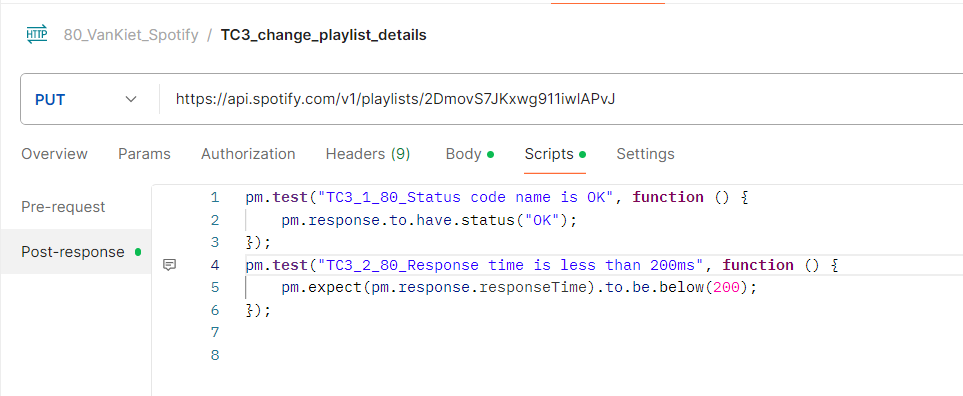 HTTP 80_VanKiet_Spotify / TC3_change_playlist_details
PUT https://api.spotify.com/v1/playlists/2DmovS7JKxwg911iwlAPvJ
Overview Params Authorization Headers (9) Body Scripts Settings
Pre-request
Post-response
1 pm.test("TC3_1_80_Status code name is OK", function () {
2     pm.response.to.have.status("OK");
3 });
4 pm.test("TC3_2_80_Response time is less than 200ms", function () {
5     pm.expect(pm.response.responseTime).to.be.below(200);
6 });
7
8